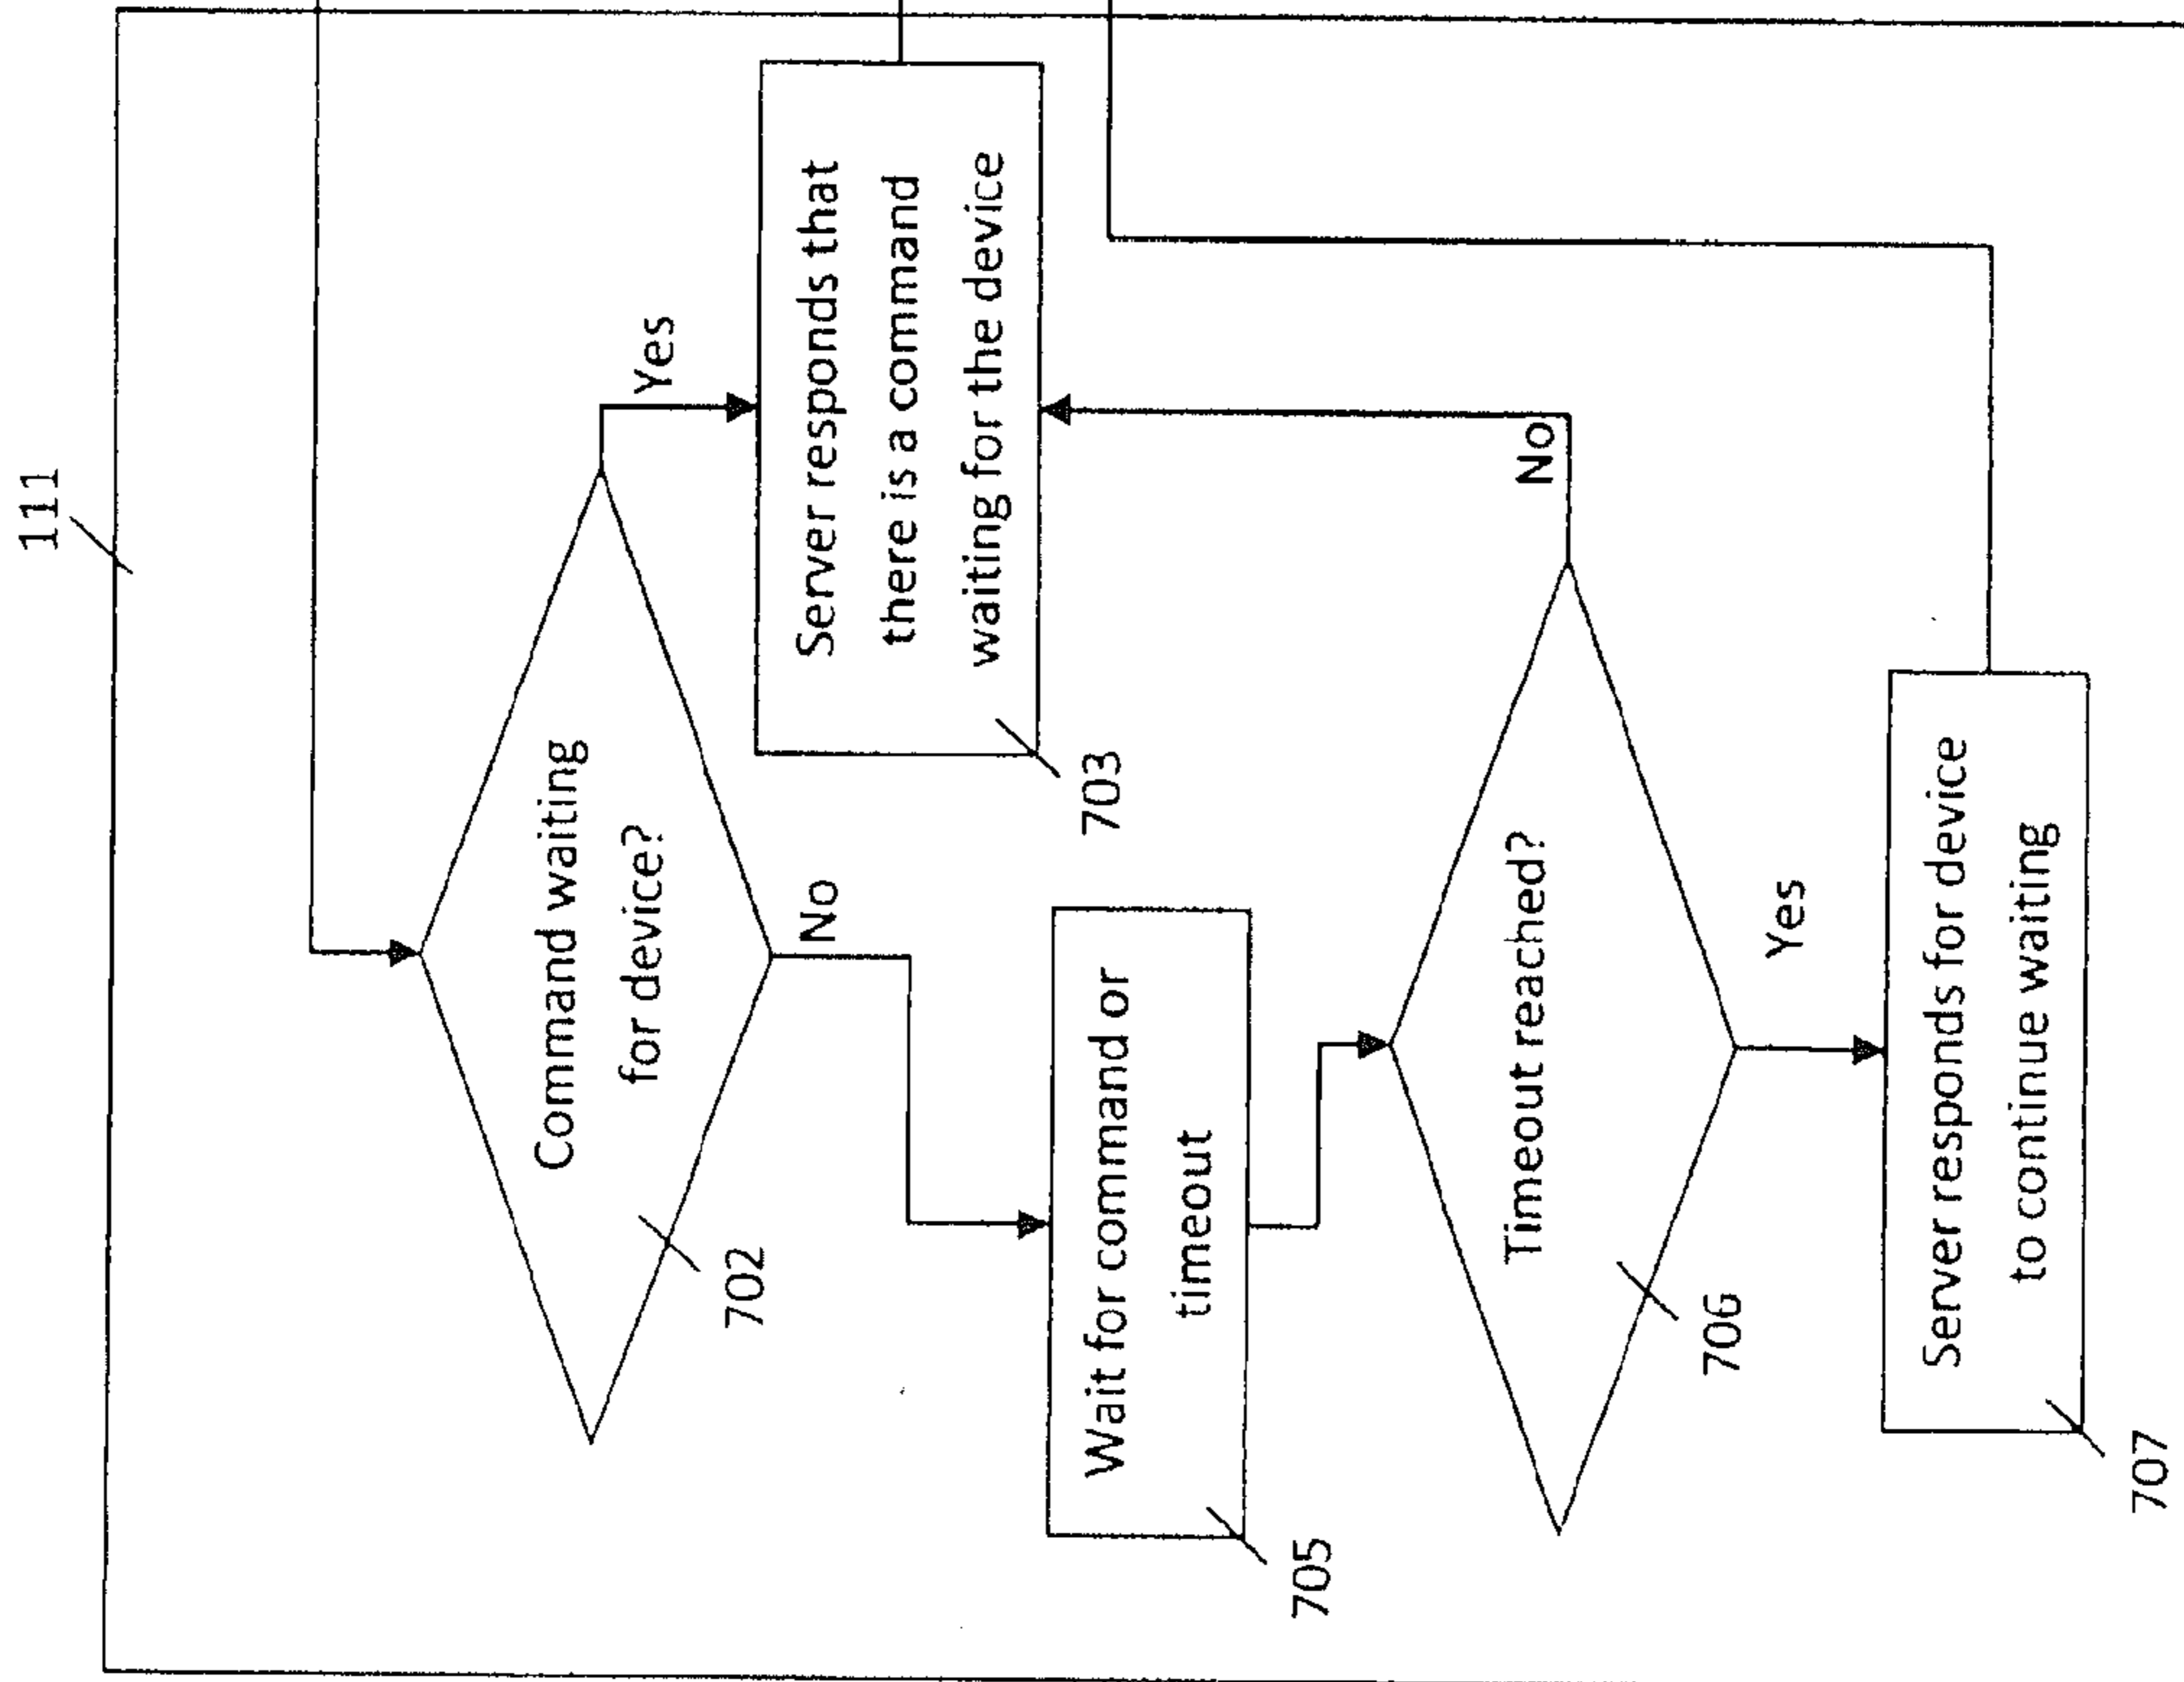 111
Command waiting
for device?
702
Yes
No
Server responds that
there is a command
waiting for the device
703
Wait for command or
timeout
705
Timeout reached?
706
No
Yes
Server responds for device
to continue waiting
707